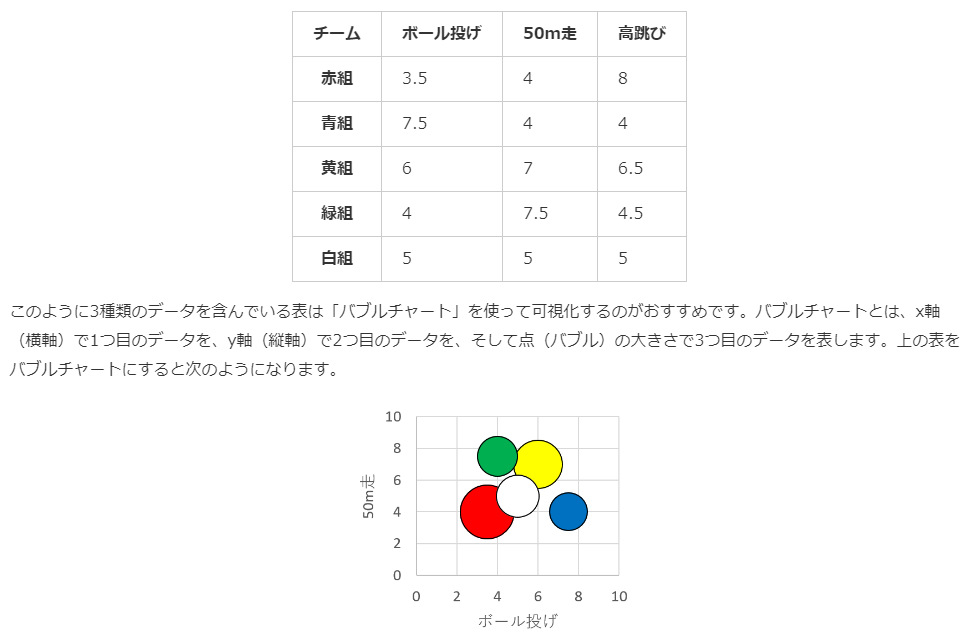 チーム ボール投げ 50m走 高跳び
赤組 3.5 4 8
青組 7.5 4 4
黄組 6 7 6.5
緑組 4 7.5 4.5
白組 5 5 5
このように3種類のデータを含んでいる表は「バブルチャート」を使って可視化するのがおすすめです。バブルチャートとは、x軸
（横軸）で1つ目のデータを、y軸（縦軸）で2つ目のデータを、そして点（バブル）の大きさで3つ目のデータを表します。上の表を
バブルチャートにすると次のようになります。
10
8
6
4
2
0
50m走
0 2 4 6 8 10
ボール投げ